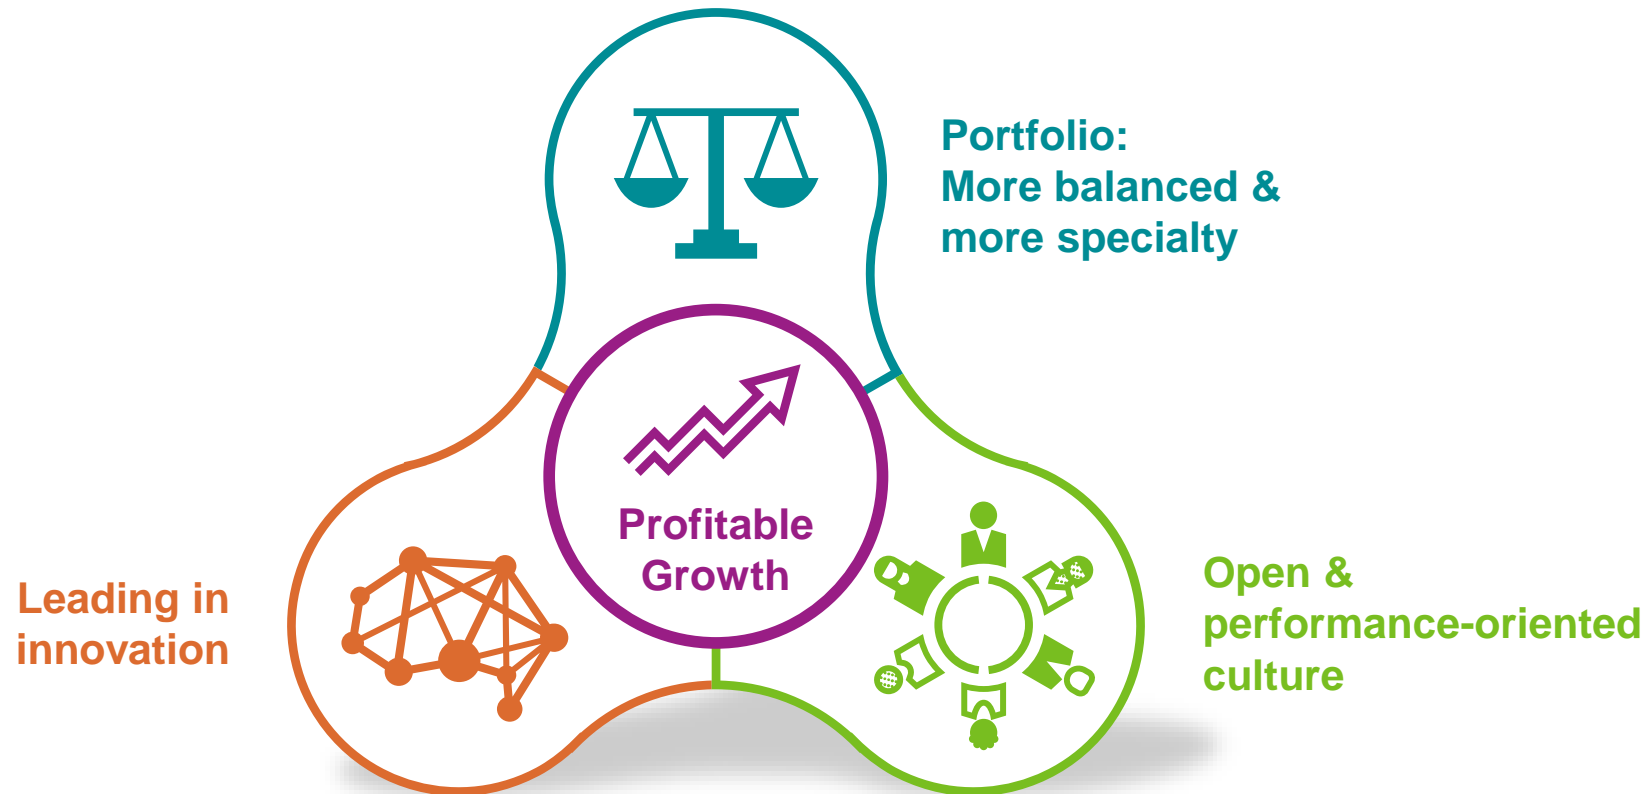 Portfolio:
More balanced &
more specialty
Profitable
Growth
Leading in
innovation
Open &
performance-oriented
culture